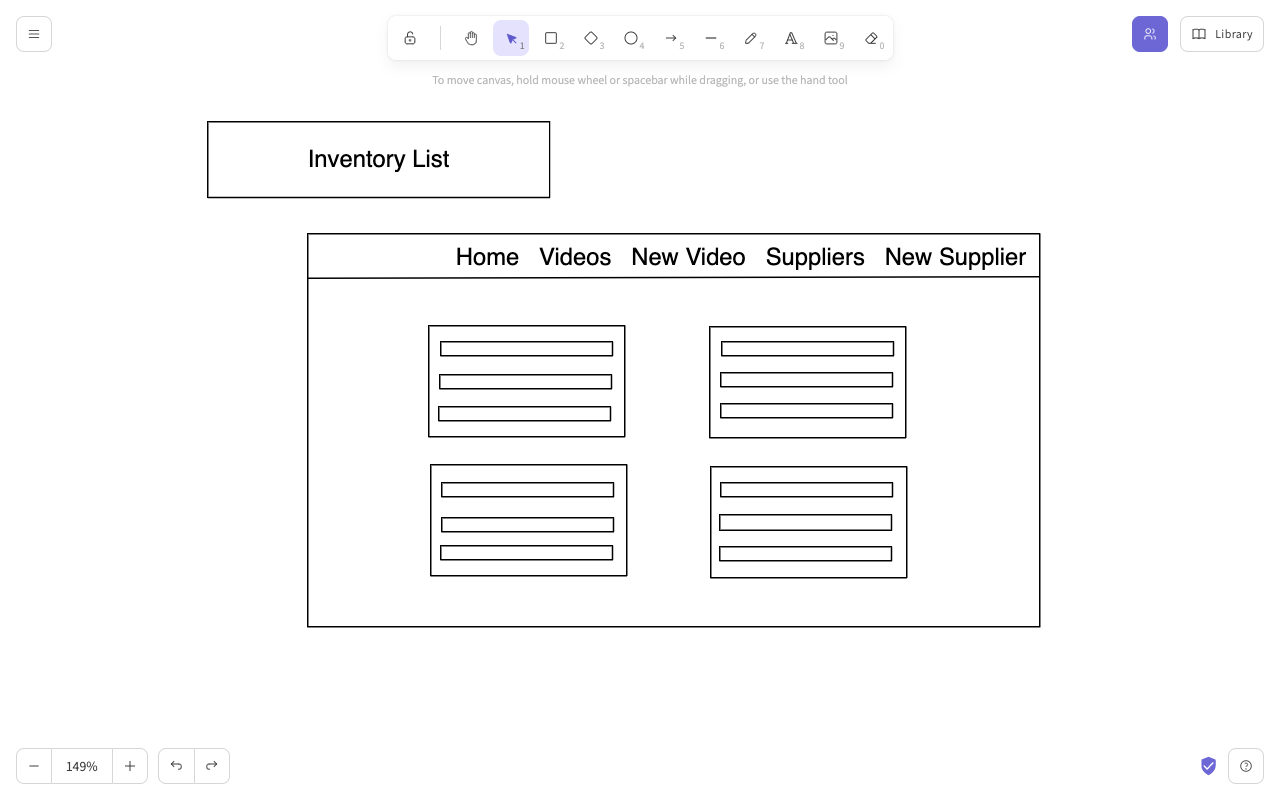 1
2
3
4
5
6
7
8
9
0
Library
To move canvas, hold mouse wheel or spacebar while dragging, or use the hand tool
Inventory List
Home Videos New Video Suppliers New Supplier
149%